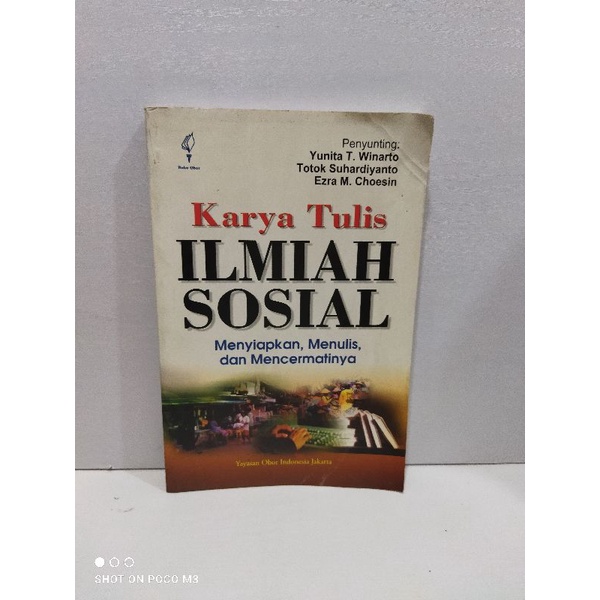 Penyunting:
Yunita T. Winarto
Totok Suhardiyanto
Ezra M. Choesin
Karya Tulis
ILMIAH
SOSIAL
Menyiapkan, Menulis,
dan Mencermatinya
Yayasan Obor Indonesia Jakarta
SHOT ON POCO M3